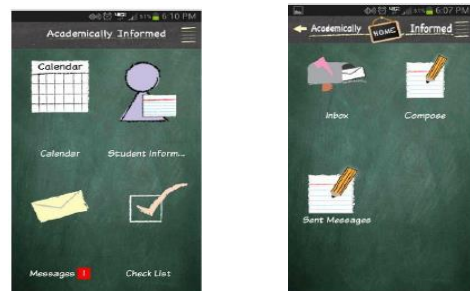 6:10 PM
Academically Informed
Calendar
Calendar
Student Inform...
Messages
Check List
6:07 PM
Academically
HOME
Informed
Inbox
Compose
Sent Messages